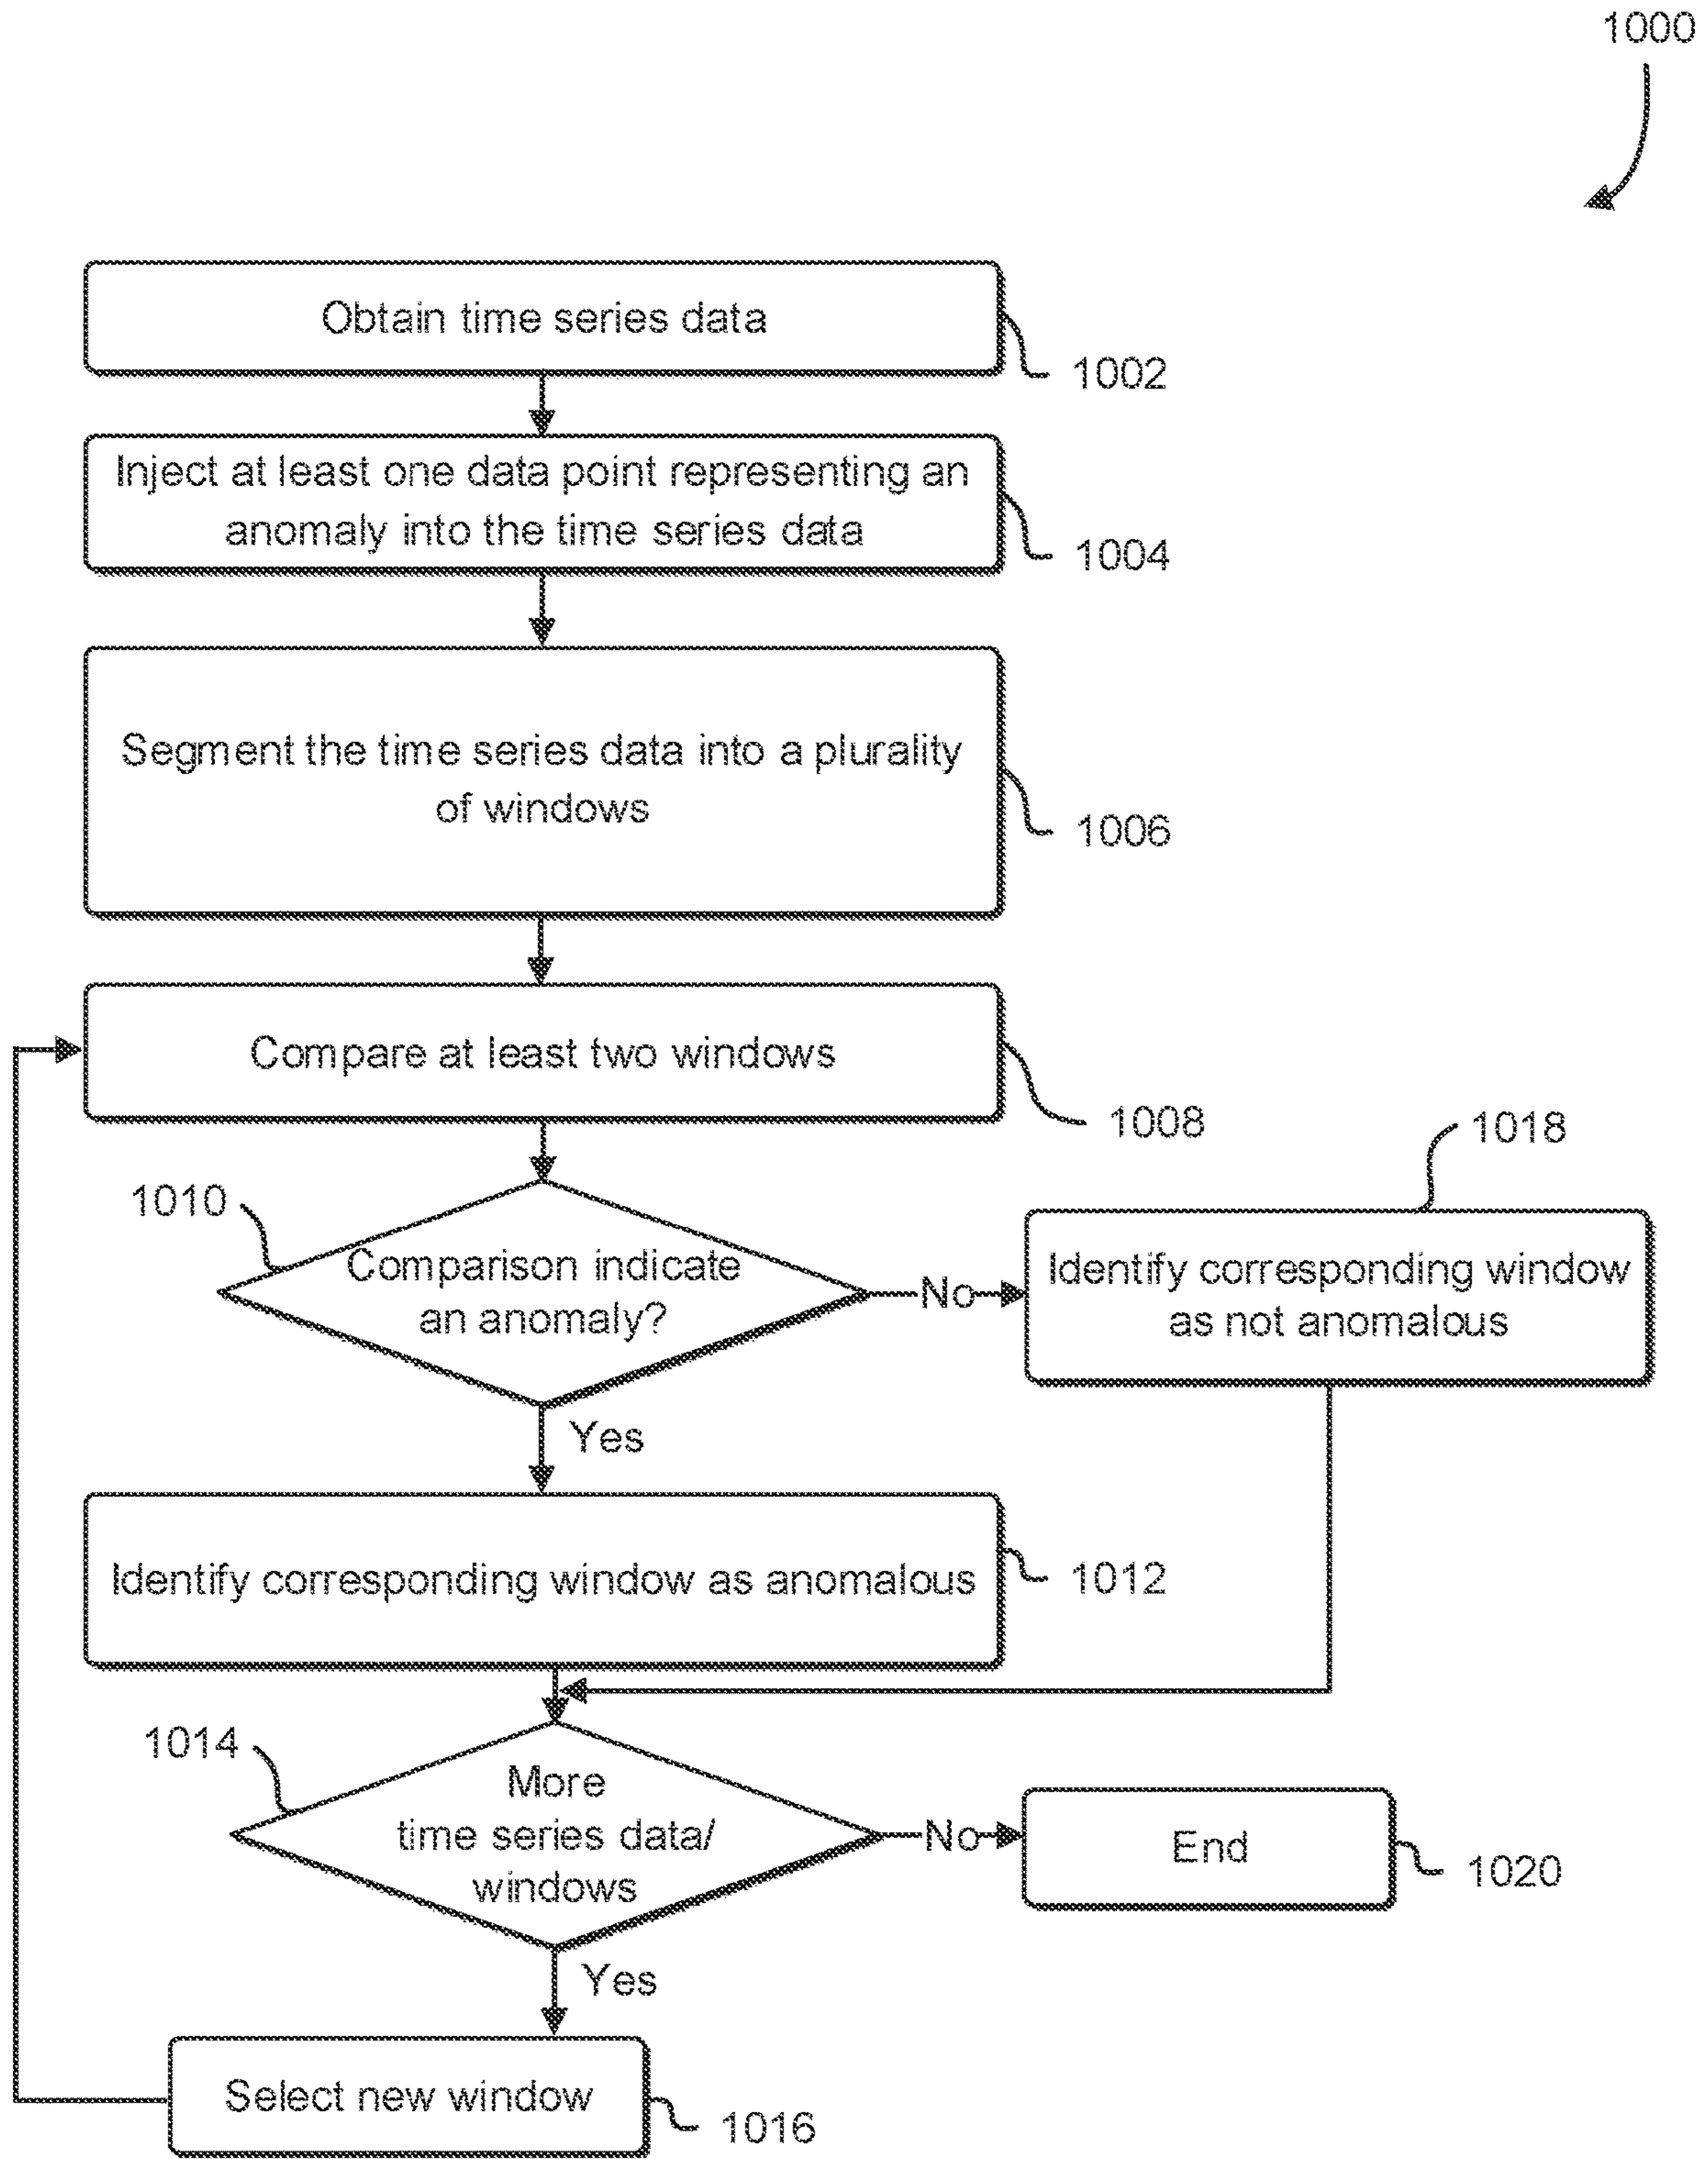 1000
Obtain time series data
1002
Inject at least one data point representing an
anomaly into the time series data
1004
Segment the time series data into a plurality
of windows
1006
Compare at least two windows
1008
1018
1010
Comparison indicate
an anomaly?
No
Identify corresponding window
as not anomalous
Yes
Identify corresponding window as anomalous
1012
1014
More
time series data/
windows
No
End
1020
Yes
Select new window
1016